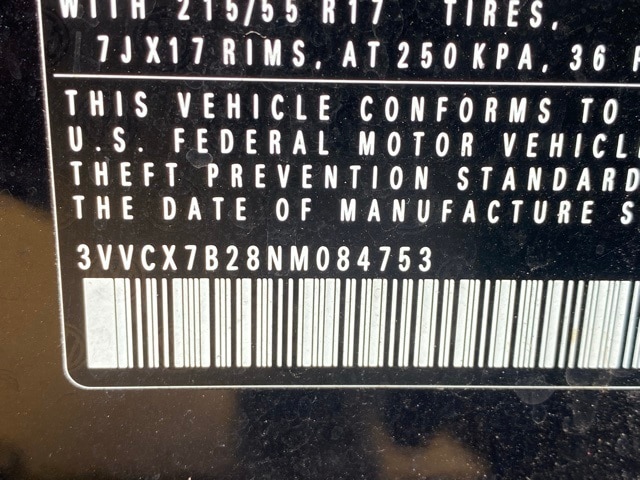 WITH 215/55 R17 TIRES,
7JX17 RIMS, AT 250 KPA, 36
THIS VEHICLE CONFORMS TO
U.S. FEDERAL MOTOR VEHICLE
THEFT PREVENTION STANDARD
THE DATE OF MANUFACTURE S
3VVCX7B28NM084753